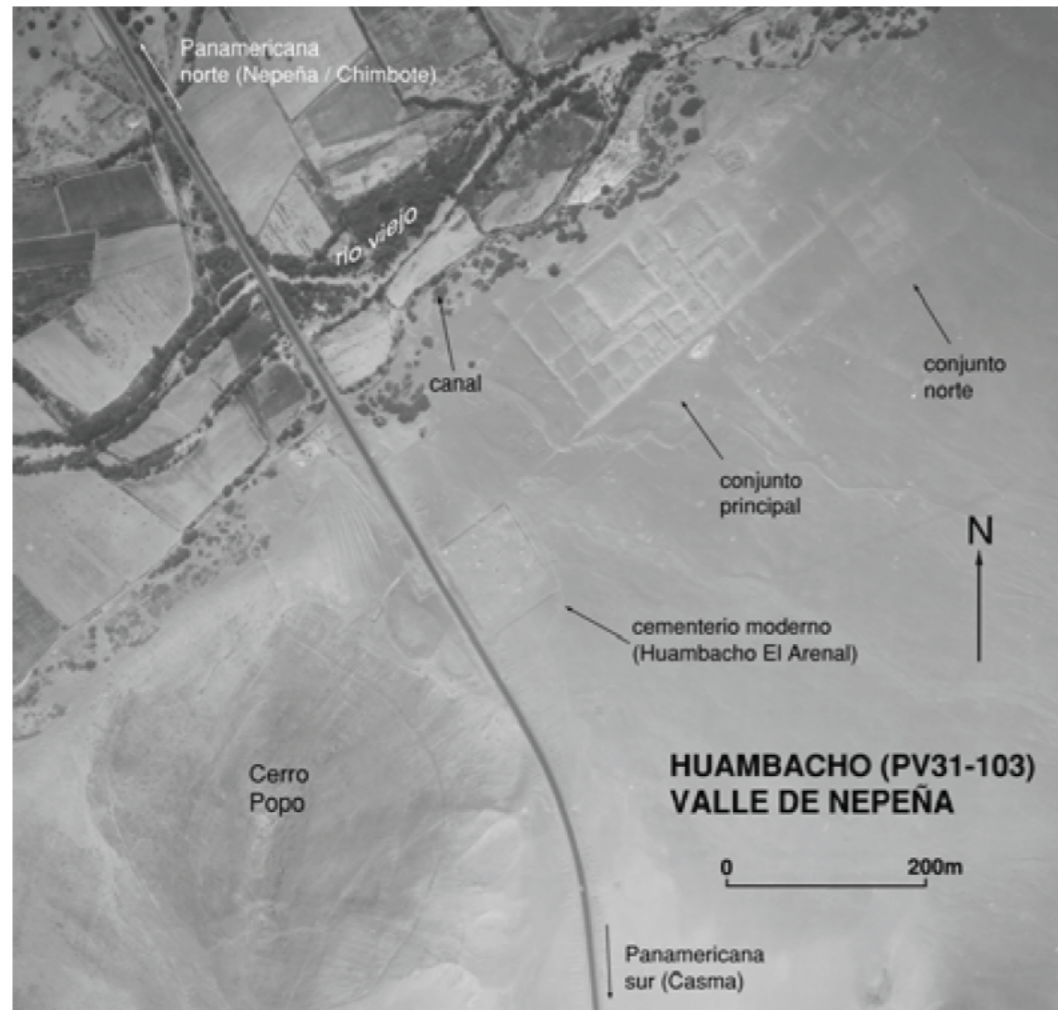 Panamericana
norte (Nepeña / Chimbote)
río viejo
canal
conjunto
norte
conjunto
principal
N
cementerio moderno
(Huambacho El Arenal)
Cerro
Popo
HUAMBACHO (PV31-103)
VALLE DE NEPEÑA
0 200m
Panamericana
sur (Casma)